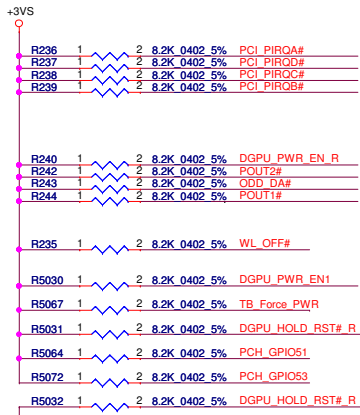 +3VS
R236 1 2 8.2K_0402_5% PCI_PIRQA#
R237 1 2 8.2K_0402_5% PCI_PIRQD#
R238 1 2 8.2K_0402_5% PCI_PIRQC#
R239 1 2 8.2K_0402_5% PCI_PIRQB#
R240 1 2 8.2K_0402_5% DGPU_PWR_EN_R
R242 1 2 8.2K_0402_5% POUT2#
R243 1 2 8.2K_0402_5% ODD_DA#
R244 1 2 8.2K_0402_5% POUT1#
R235 1 2 8.2K_0402_5% WL_OFF#
R5030 1 2 8.2K_0402_5% DGPU_PWR_EN1
R5067 1 2 8.2K_0402_5% TB_Force_PWR
R5031 1 2 8.2K_0402_5% DGPU_HOLD_RST#_R
R5064 1 2 8.2K_0402_5% PCH_GPIO51
R5072 1 2 8.2K_0402_5% PCH_GPIO53
R5032 1 2 8.2K_0402_5% DGPU_HOLD_RST#_R